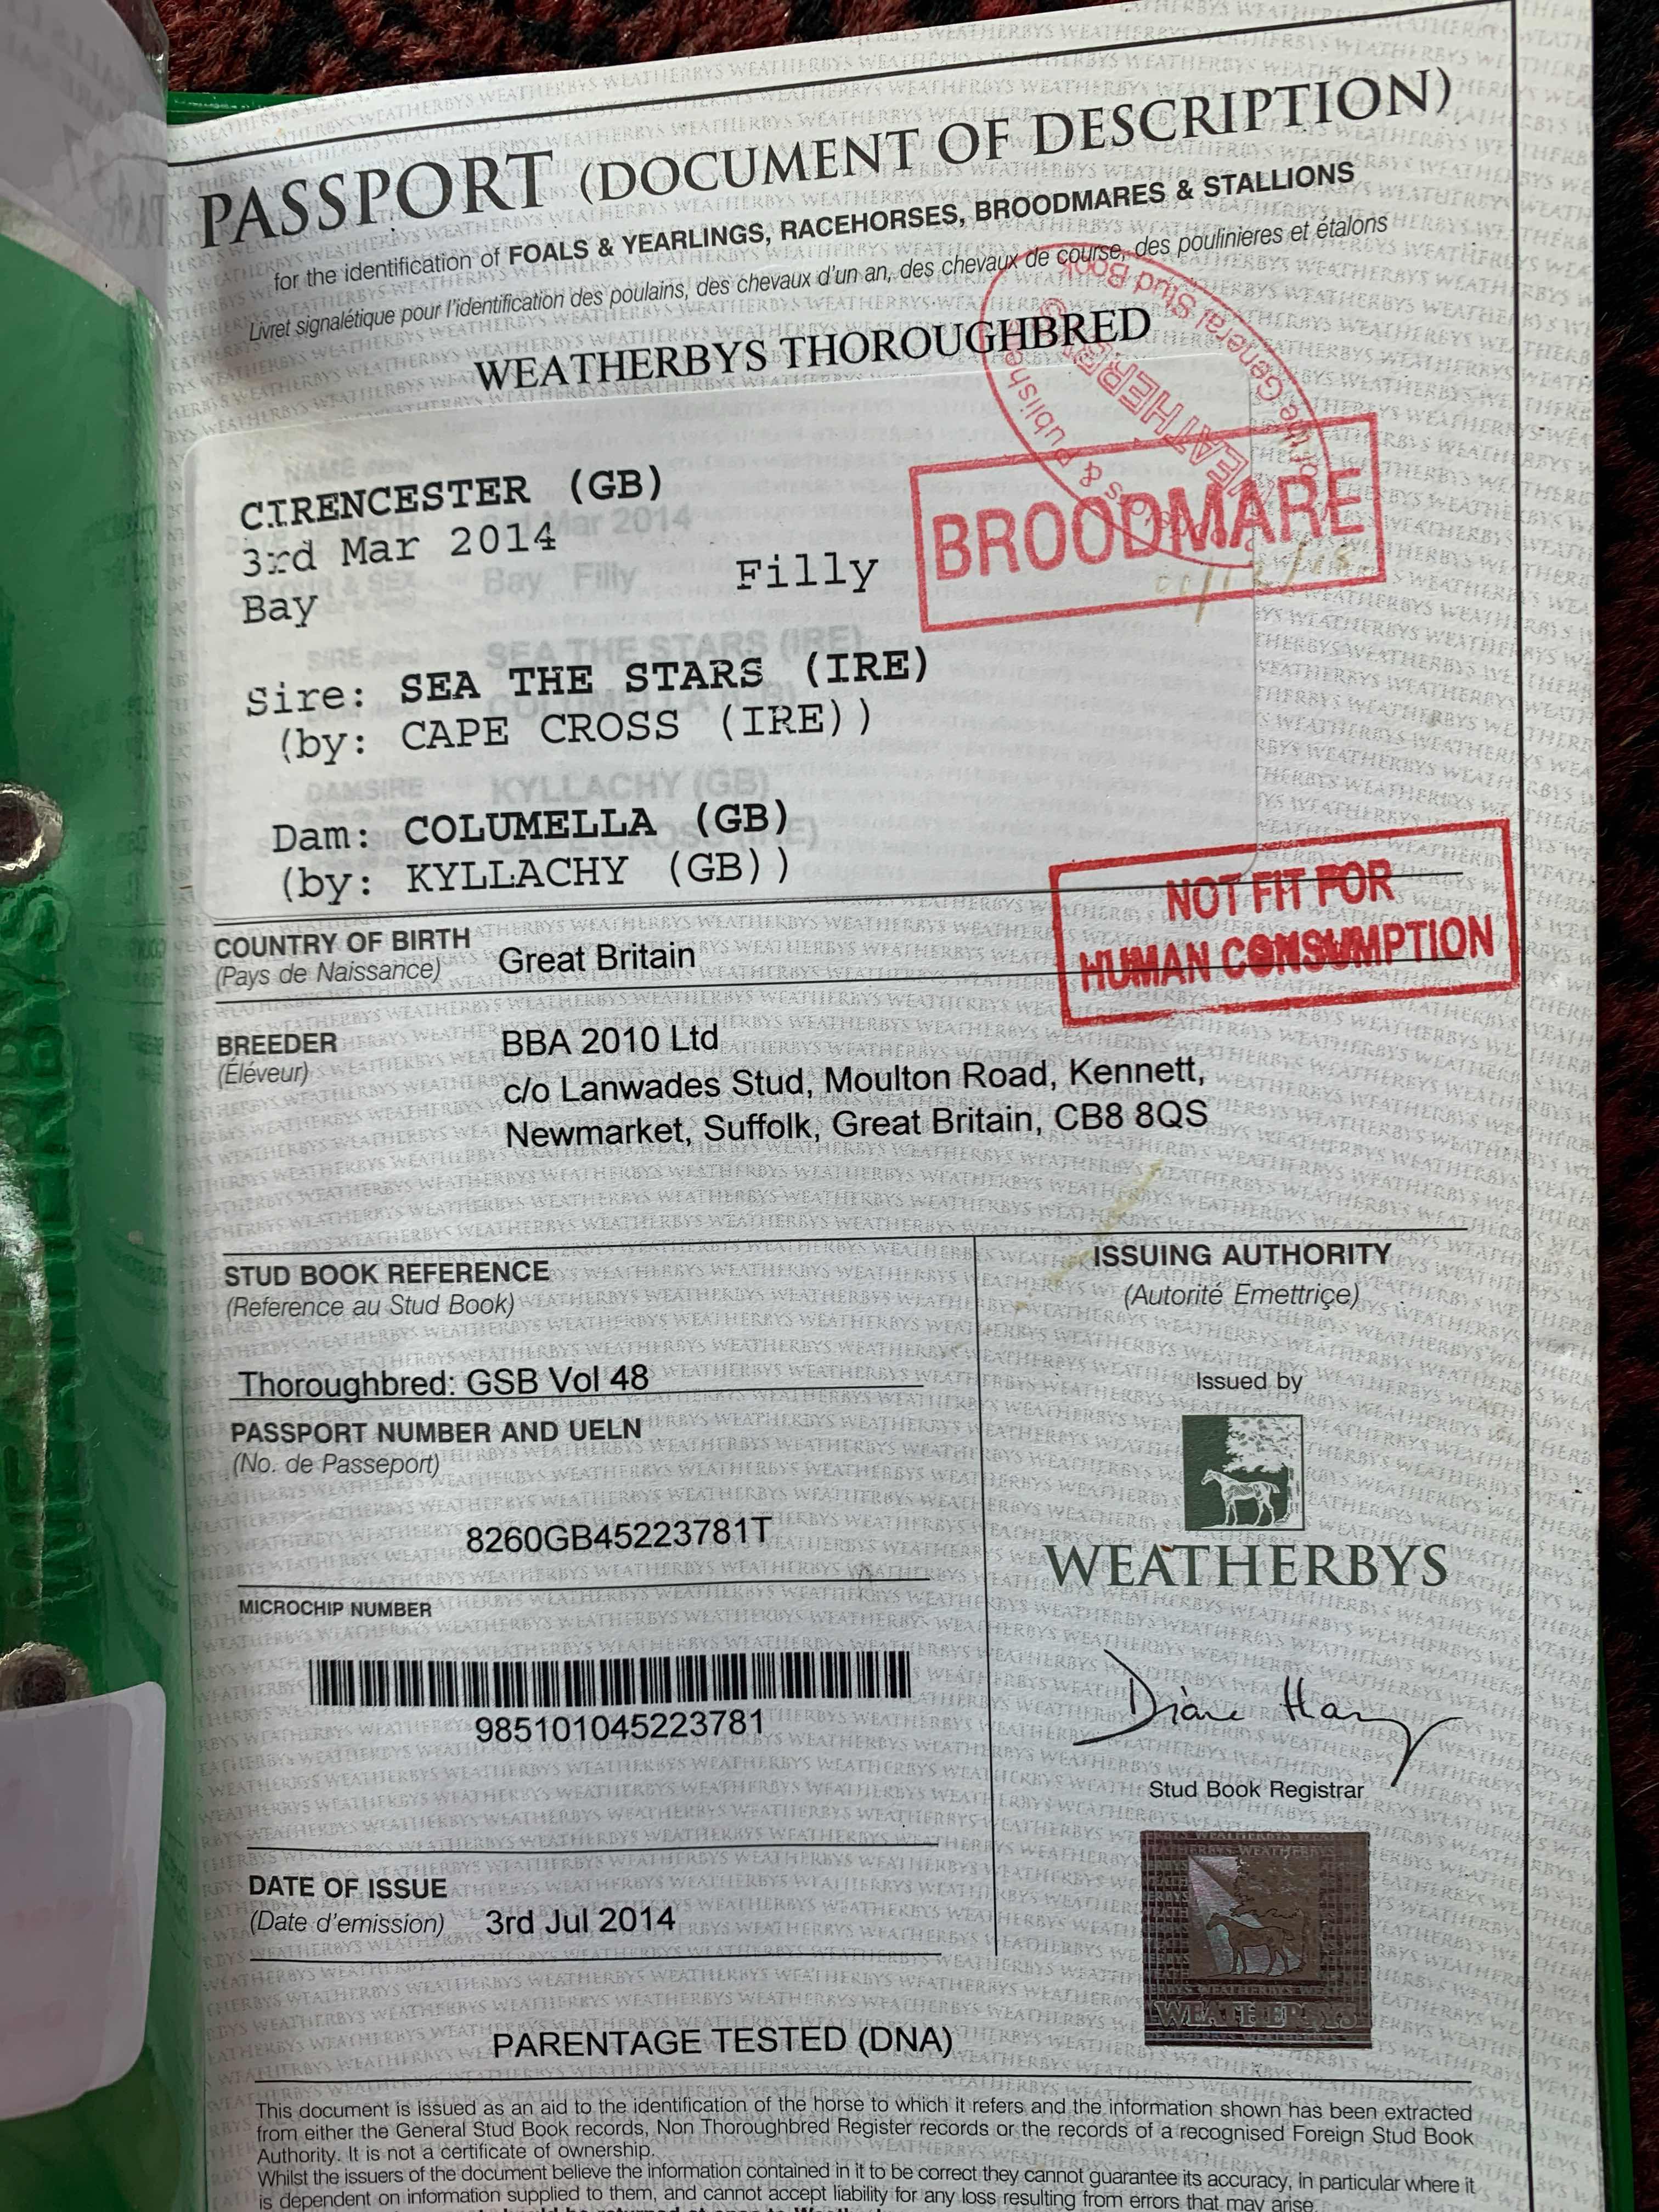 PASSPORT (DOCUMENT OF DESCRIPTION)
for the identification of FOALS & YEARLINGS, RACEHORSES, BROODMARES & STALLIONS
Livret signalétique pour l'identification des poulains, des chevaux d'un an, des chevaux de course, des poulinieres et étalons
WEATHERBYS THOROUGHBRED
General Stud Book
WEATHERBYS
CIRENCESTER (GB)
3rd Mar 2014
Bay Filly
BROODMARE
Sire: SEA THE STARS (IRE)
(by: CAPE CROSS (IRE))
Dam: COLUMELLA (GB)
(by: KYLLACHY (GB))
NOT FIT FOR
HUMAN CONSUMPTION
COUNTRY OF BIRTH
(Pays de Naissance)
Great Britain
BREEDER
(Éléveur)
BBA 2010 Ltd
c/o Lanwades Stud, Moulton Road, Kennett,
Newmarket, Suffolk, Great Britain, CB8 8QS
STUD BOOK REFERENCE
(Reference au Stud Book)
Thoroughbred: GSB Vol 48
PASSPORT NUMBER AND UELN
(No. de Passeport)
8260GB45223781T
MICROCHIP NUMBER
985101045223781
DATE OF ISSUE
(Date d'emission) 3rd Jul 2014
ISSUING AUTHORITY
(Autorité Emettriçe)
Issued by
WEATHERBYS
Stud Book Registrar
WEATHERBYS
PARENTAGE TESTED (DNA)
This document is issued as an aid to the identification of the horse to which it refers and the information shown has been extracted
from either the General Stud Book records, Non Thoroughbred Register records or the records of a recognised Foreign Stud Book
Authority. It is not a certificate of ownership.
Whilst the issuers of the document believe the information contained in it to be correct they cannot guarantee its accuracy, in particular where it
is dependent on information supplied to them, and cannot accept liability for any loss resulting from errors that may arise.